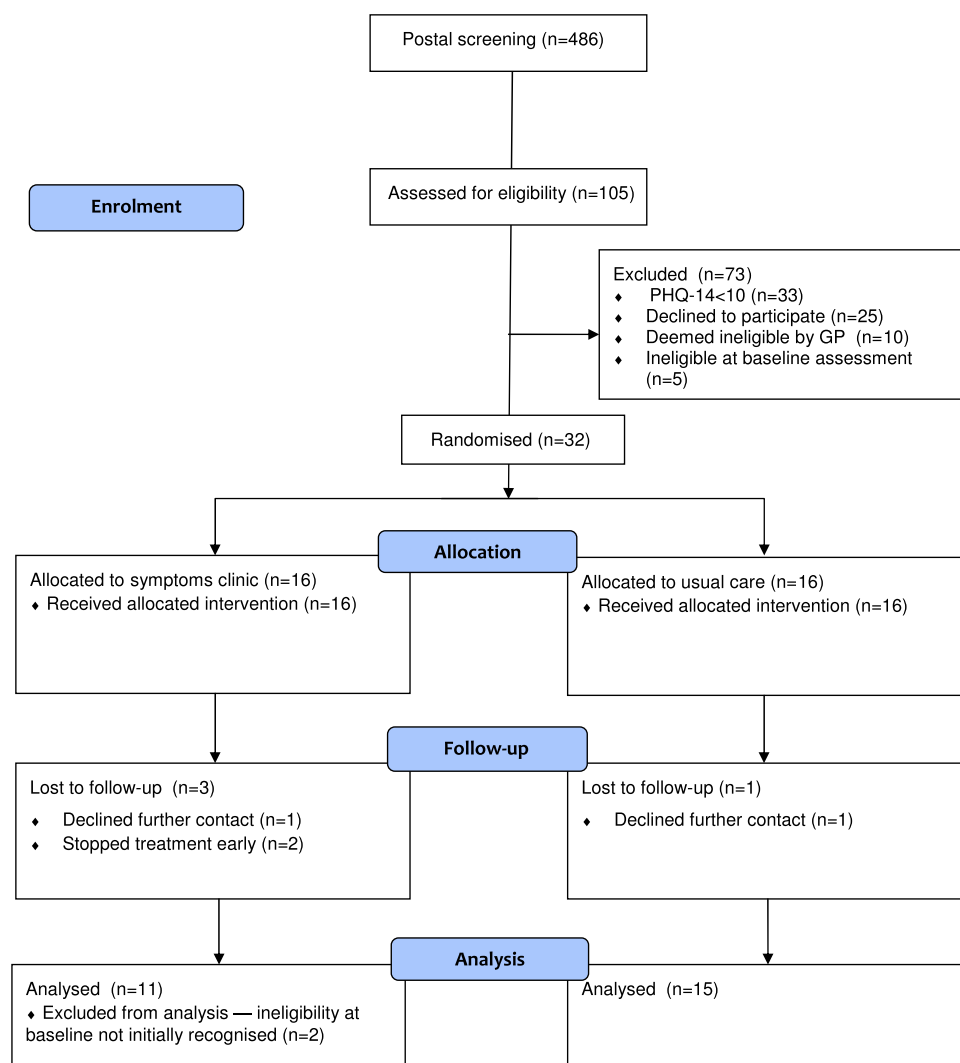 Postal screening (n=486)
Assessed for eligibility (n=105)
Enrolment
Excluded (n=73)
♦ PHQ-14<10 (n=33)
♦ Declined to participate (n=25)
♦ Deemed ineligible by GP (n=10)
♦ Ineligible at baseline assessment
(n=5)
Randomised (n=32)
Allocation
Allocated to symptoms clinic (n=16)
♦ Received allocated intervention (n=16)
Allocated to usual care (n=16)
♦ Received allocated intervention (n=16)
Follow-up
Lost to follow-up (n=3)
♦ Declined further contact (n=1)
♦ Stopped treatment early (n=2)
Lost to follow-up (n=1)
♦ Declined further contact (n=1)
Analysis
Analysed (n=11)
♦ Excluded from analysis — ineligibility at
baseline not initially recognised (n=2)
Analysed (n=15)